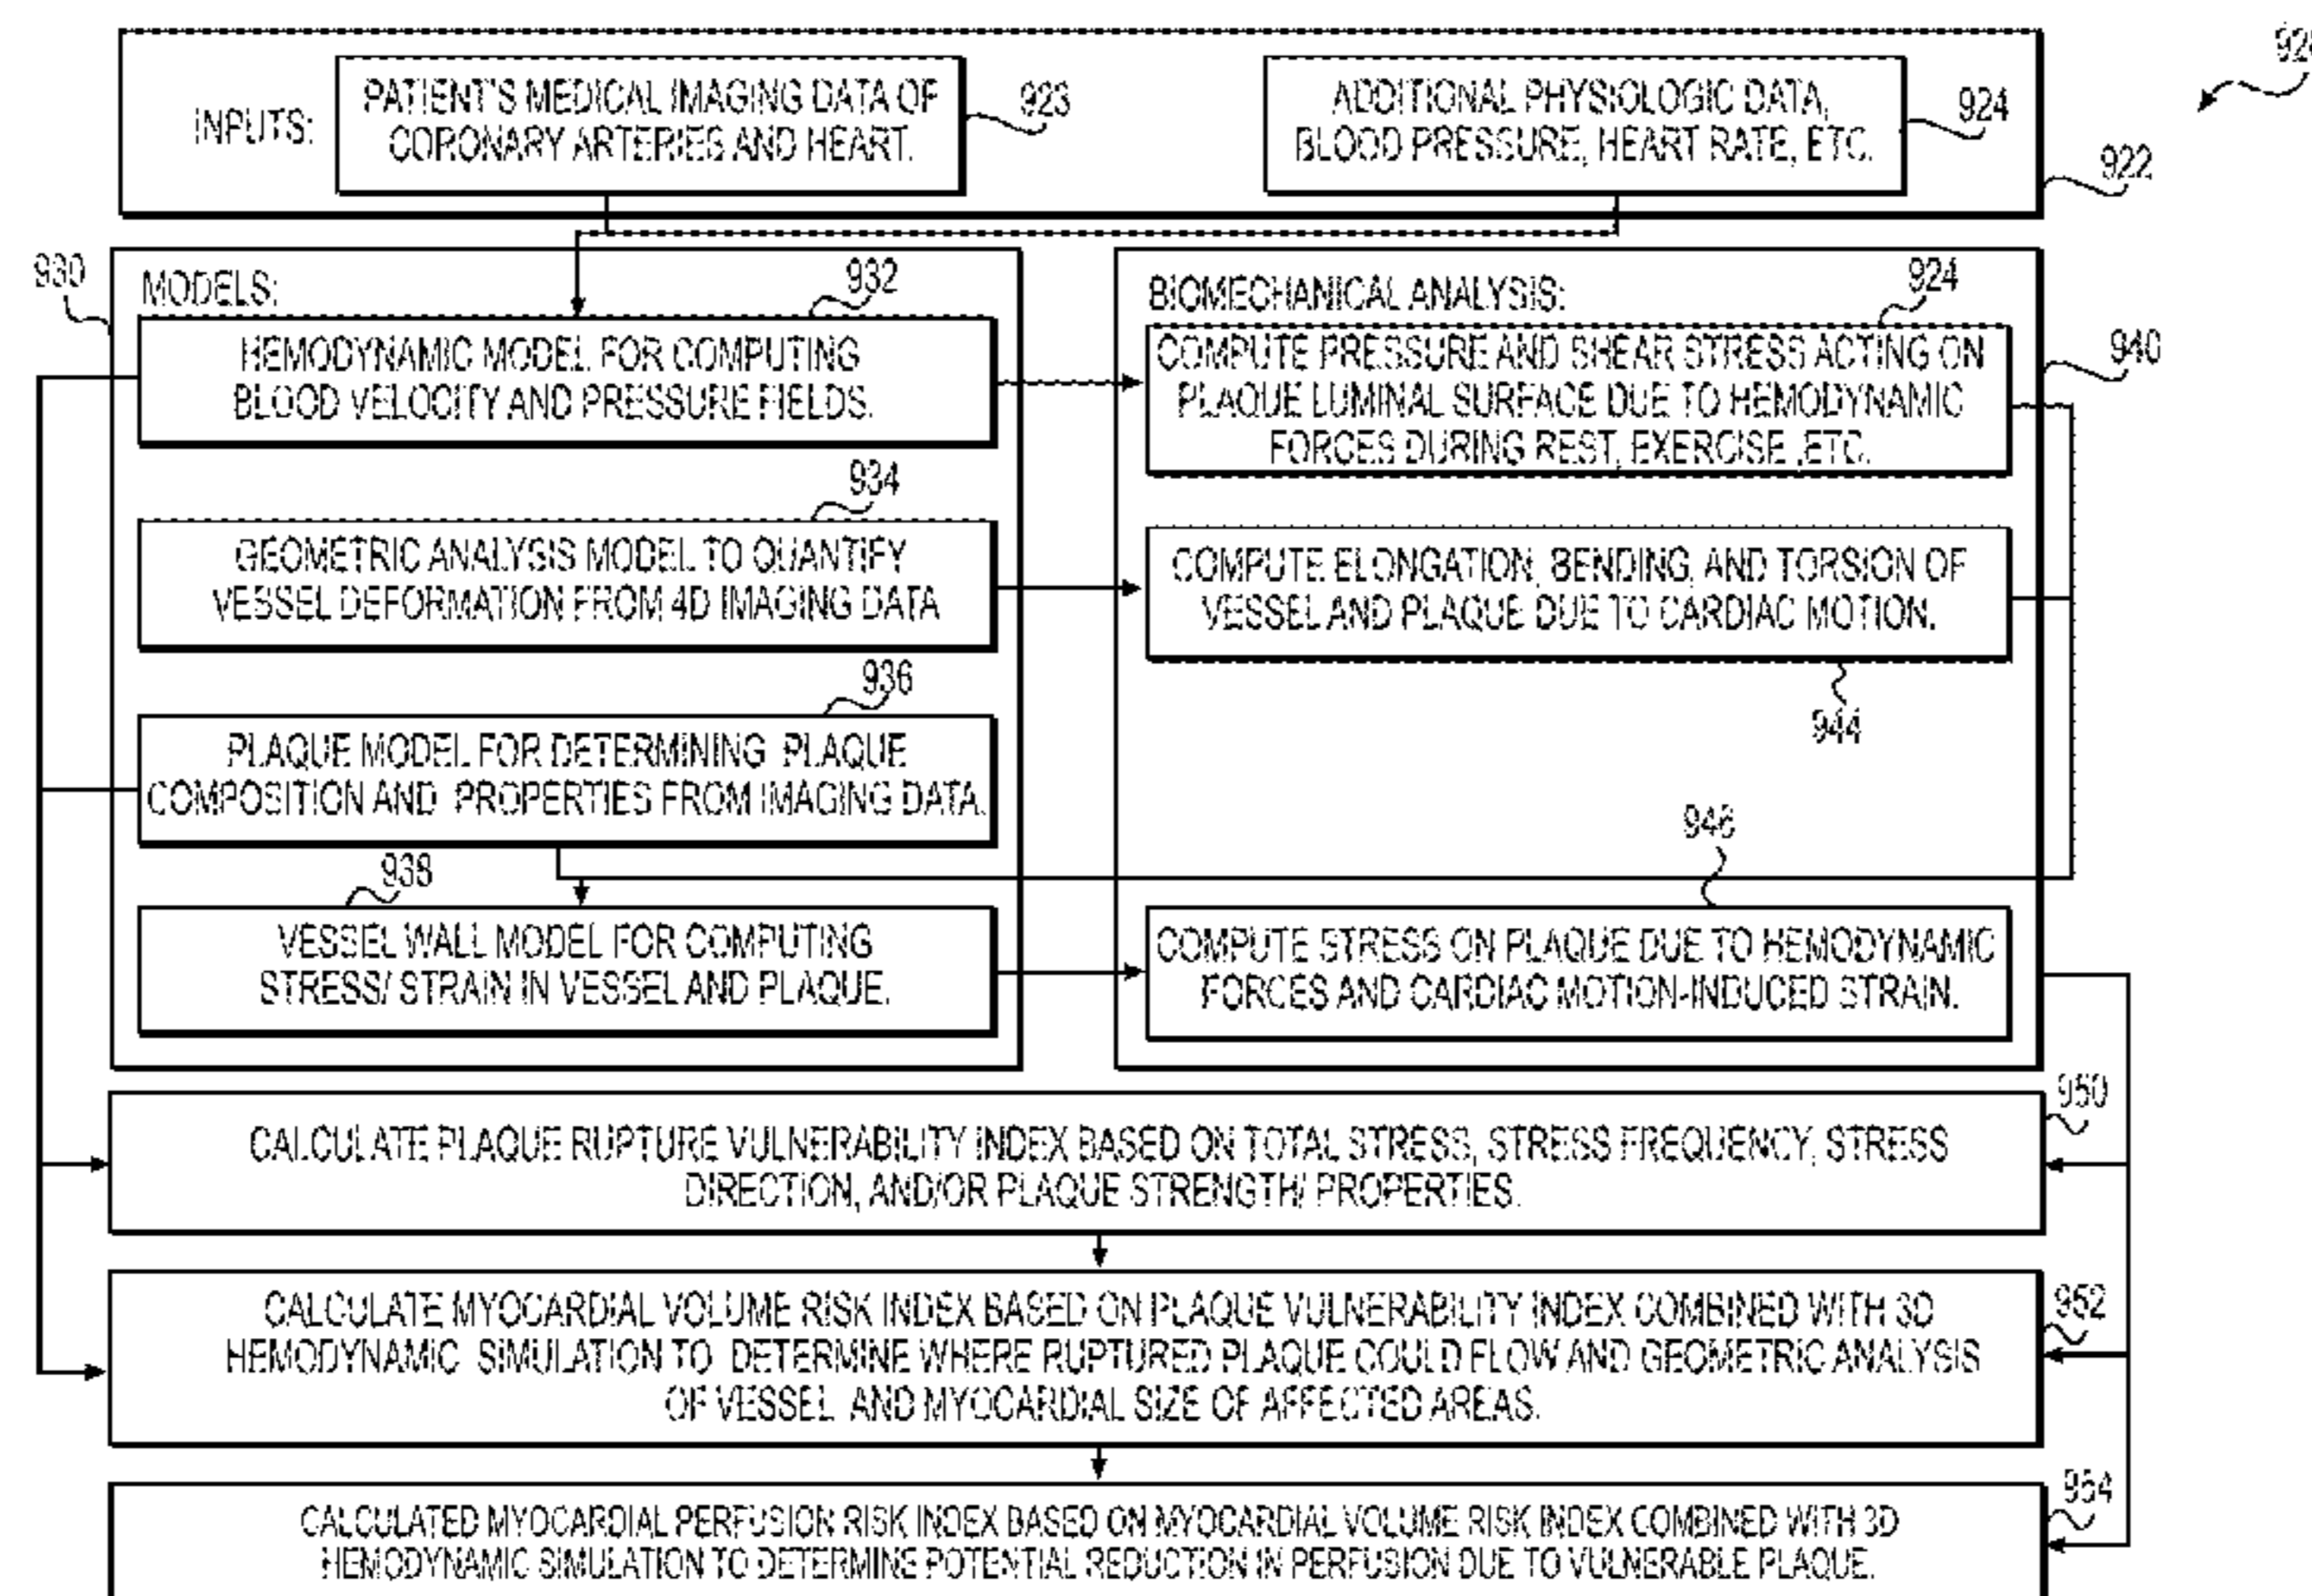 INPUTS:
PATIENT'S MEDICAL IMAGING DATA OF
CORONARY ARTERIES AND HEART.
923
ADDITIONAL PHYSIOLOGIC DATA,
BLOOD PRESSURE, HEART RATE, ETC.
924
922
930
MODELS:
932
HEMODYNAMIC MODEL FOR COMPUTING
BLOOD VELOCITY AND PRESSURE FIELDS.
934
GEOMETRIC ANALYSIS MODEL TO QUANTIFY
VESSEL DEFORMATION FROM 4D IMAGING DATA
936
PLAQUE MODEL FOR DETERMINING PLAQUE
COMPOSITION AND PROPERTIES FROM IMAGING DATA.
938
VESSEL WALL MODEL FOR COMPUTING
STRESS/ STRAIN IN VESSEL AND PLAQUE.
BIOMECHANICAL ANALYSIS:
924
940
COMPUTE PRESSURE AND SHEAR STRESS ACTING ON
PLAQUE LUMINAL SURFACE DUE TO HEMODYNAMIC
FORCES DURING REST, EXERCISE ,ETC.
COMPUTE ELONGATION, BENDING, AND TORSION OF
VESSEL AND PLAQUE DUE TO CARDIAC MOTION.
944
946
COMPUTE STRESS ON PLAQUE DUE TO HEMODYNAMIC
FORCES AND CARDIAC MOTION-INDUCED STRAIN.
950
CALCULATE PLAQUE RUPTURE VULNERABILITY INDEX BASED ON TOTAL STRESS, STRESS FREQUENCY, STRESS
DIRECTION, AND/OR PLAQUE STRENGTH/ PROPERTIES.
952
CALCULATE MYOCARDIAL VOLUME RISK INDEX BASED ON PLAQUE VULNERABILITY INDEX COMBINED WITH 3D
HEMODYNAMIC SIMULATION TO DETERMINE WHERE RUPTURED PLAQUE COULD FLOW AND GEOMETRIC ANALYSIS
OF VESSEL AND MYOCARDIAL SIZE OF AFFECTED AREAS.
954
CALCULATED MYOCARDIAL PERFUSION RISK INDEX BASED ON MYOCARDIAL VOLUME RISK INDEX COMBINED WITH 3D
HEMODYNAMIC SIMULATION TO DETERMINE POTENTIAL REDUCTION IN PERFUSION DUE TO VULNERABLE PLAQUE.